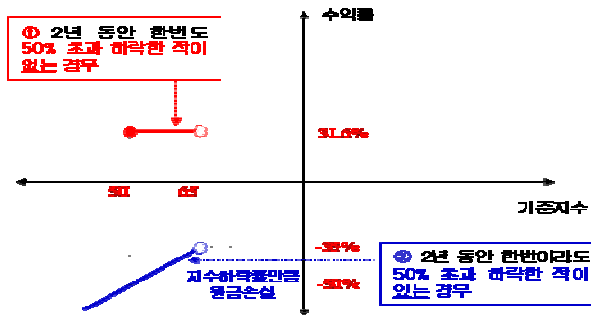 수익률
① 2년 동안 한번도
50% 초과 하락한 적이
없는 경우
31.6%
50 65
기준지수
-35%
-50%
② 2년 동안 한번이라도
50% 초과 하락한 적이
있는 경우
지수하락률만큼
원금손실